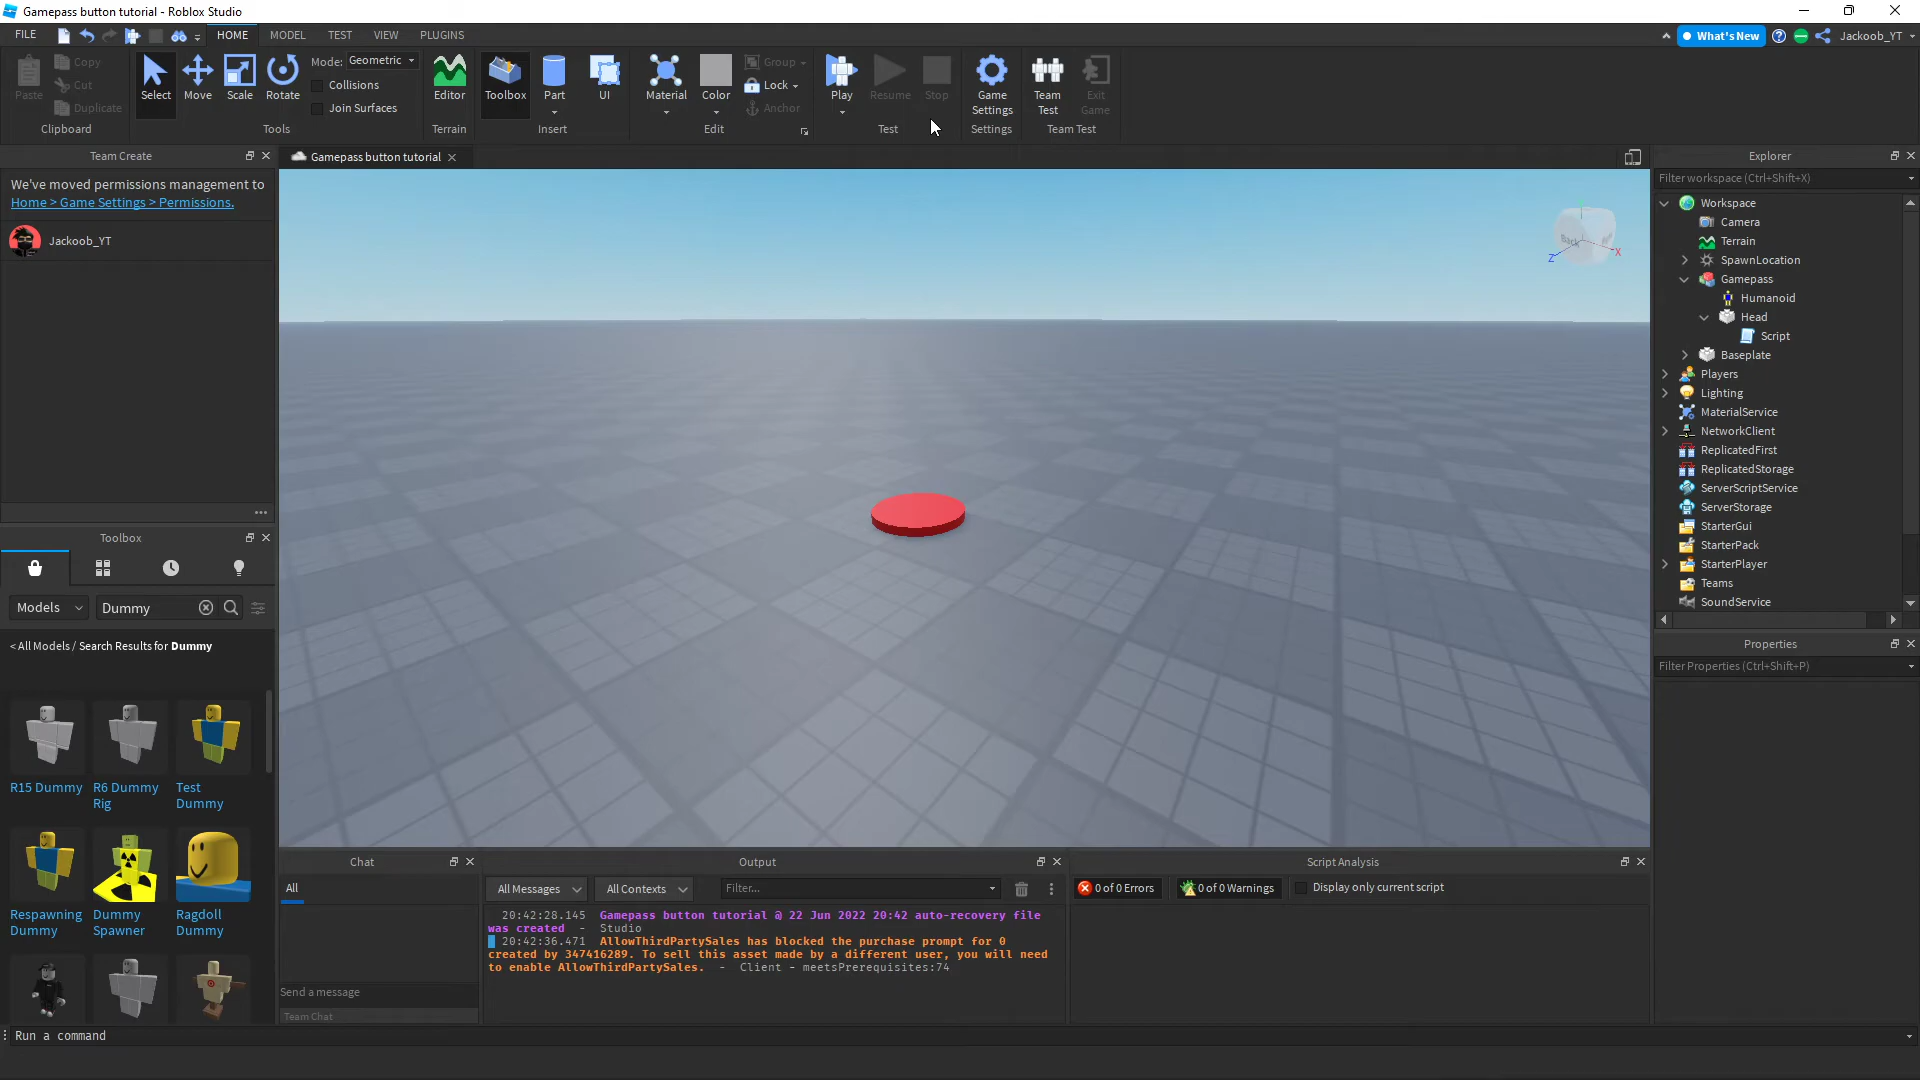 Gamepass button tutorial - Roblox Studio
FILE
HOME
MODEL
TEST
VIEW
PLUGINS
What's New
Jackoob_YT
Paste
Copy
Cut
Duplicate
Clipboard
Select
Move
Scale
Rotate
Mode: Geometric
Collisions
Join Surfaces
Tools
Editor
Terrain
Toolbox
Part
UI
Insert
Material
Color
Group
Lock
Anchor
Edit
Play
Resume
Stop
Test
Game
Settings
Settings
Team
Test
Exit
Game
Team Test
Team Create
We've moved permissions management to
Home > Game Settings > Permissions.
Jackoob_YT
Gamepass button tutorial
Back
Z
X
Explorer
Filter workspace (Ctrl+Shift+X)
Workspace
Camera
Terrain
SpawnLocation
Gamepass
Humanoid
Head
Script
Baseplate
Players
Lighting
MaterialService
NetworkClient
ReplicatedFirst
ReplicatedStorage
ServerScriptService
ServerStorage
StarterGui
StarterPack
StarterPlayer
Teams
SoundService
Properties
Filter Properties (Ctrl+Shift+P)
Toolbox
Models
Dummy
< All Models / Search Results for Dummy
R15 Dummy
R6 Dummy
Rig
Test
Dummy
Respawning
Dummy
Dummy
Spawner
Ragdoll
Dummy
Chat
All
Send a message
Team Chat
Output
All Messages
All Contexts
Filter...
20:42:28.145 Gamepass button tutorial @ 22 Jun 2022 20:42 auto-recovery file
was created - Studio
20:42:36.471 AllowThirdPartySales has blocked the purchase prompt for 0
created by 347416289. To sell this asset made by a different user, you will need
to enable AllowThirdPartySales. - Client - meetsPrerequisites:74
Script Analysis
0 of 0 Errors
0 of 0 Warnings
Display only current script
Run a command